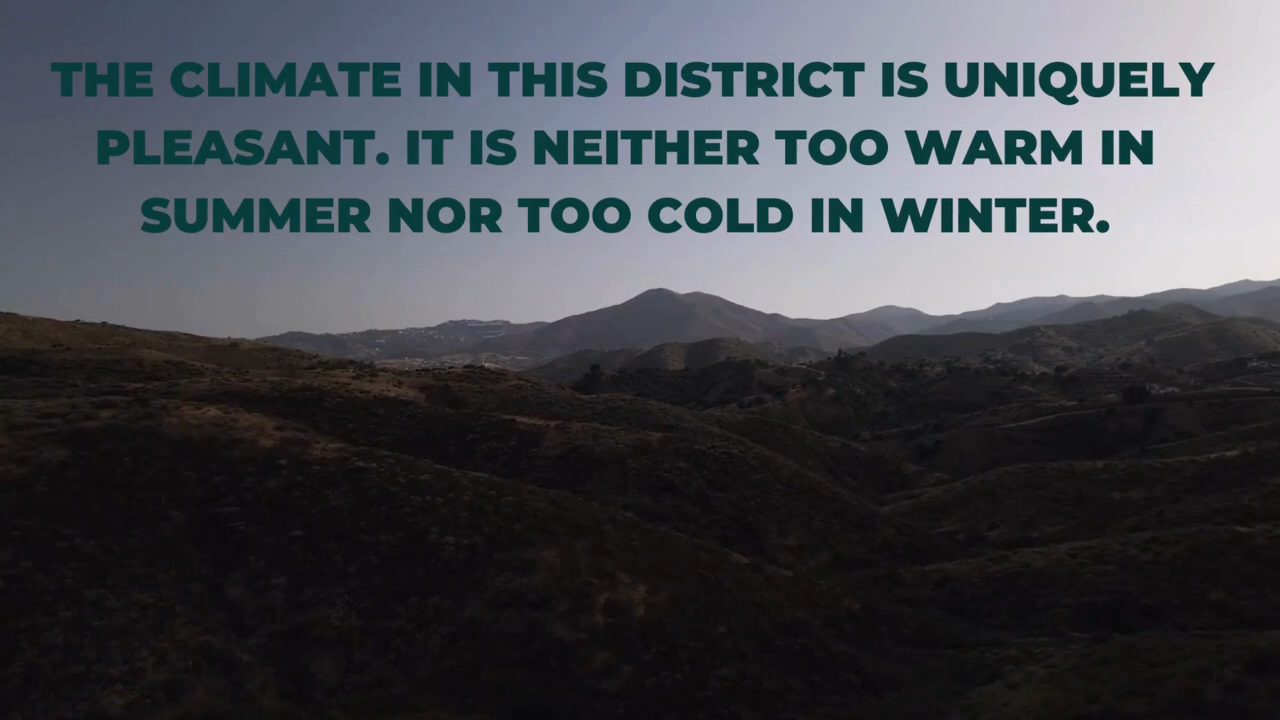 THE CLIMATE IN THIS DISTRICT IS UNIQUELY
PLEASANT. IT IS NEITHER TOO WARM IN
SUMMER NOR TOO COLD IN WINTER.